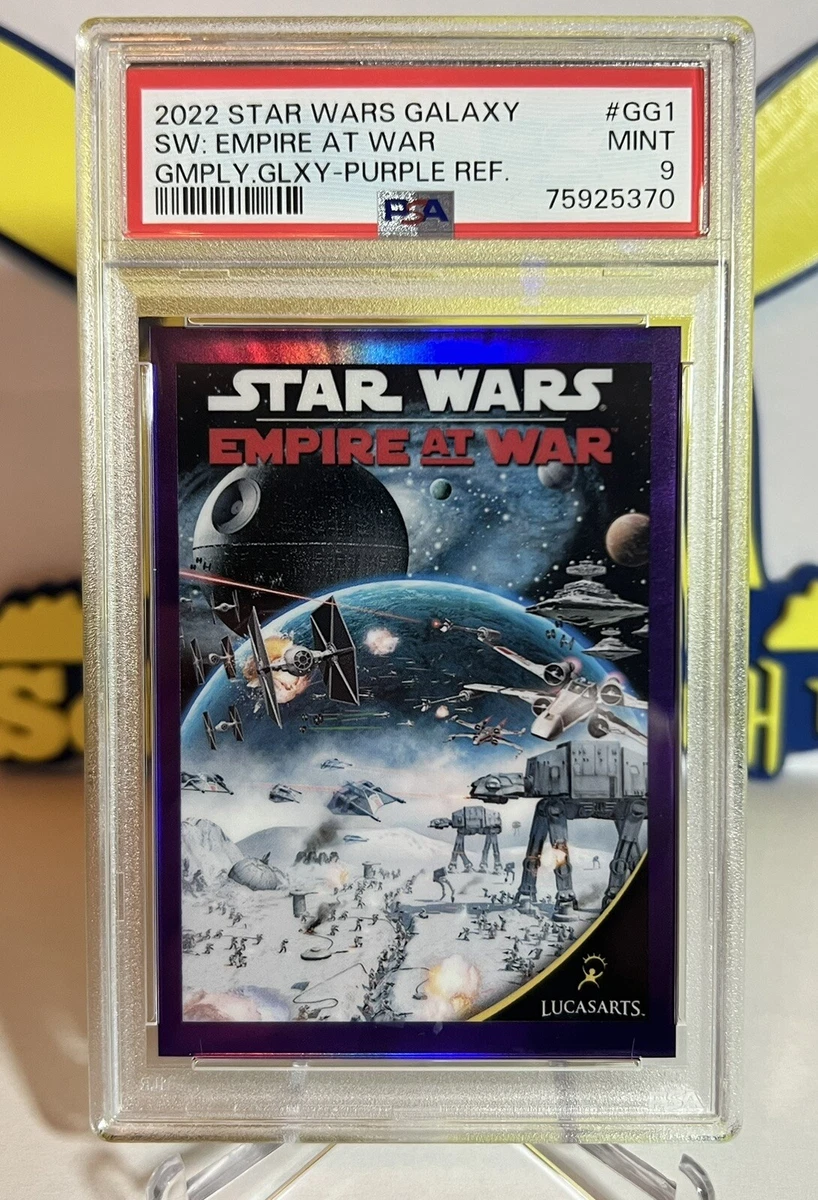 2022 STAR WARS GALAXY #GG1
SW: EMPIRE AT WAR MINT
GMPLY.GLXY-PURPLE REF. 9
PSA 75925370
STAR WARS
EMPIRE AT WAR
LUCASARTS